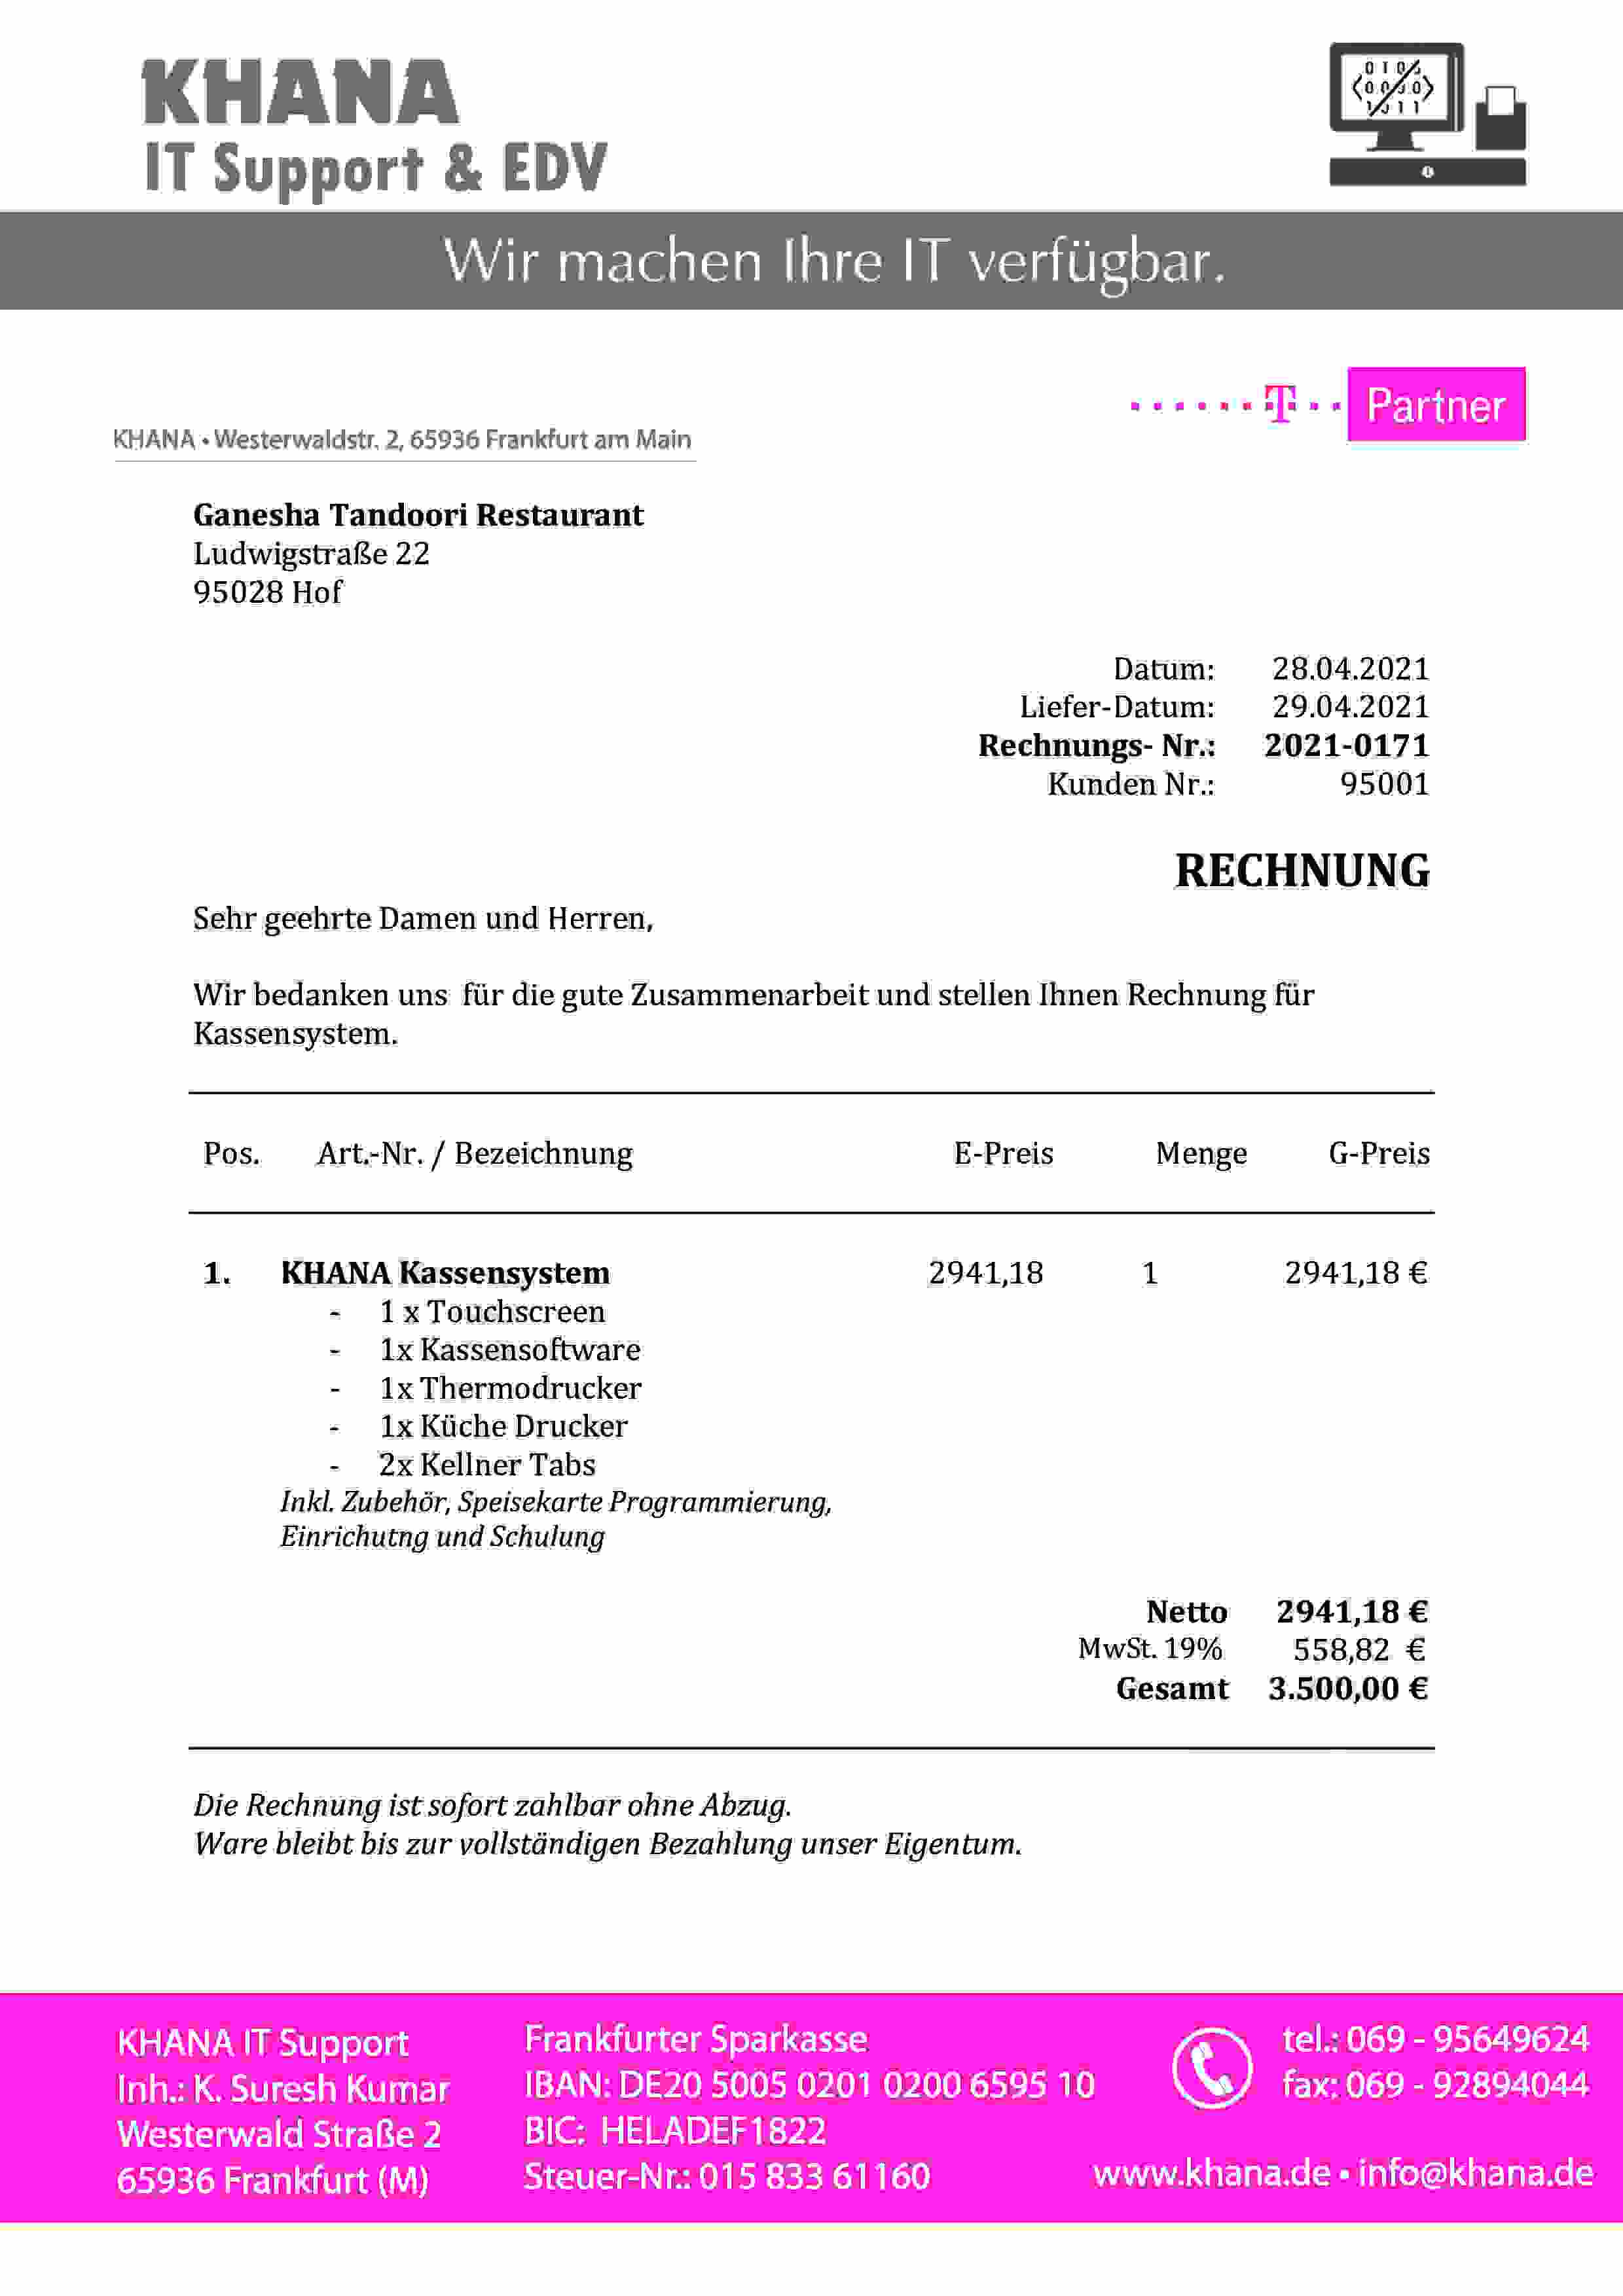 KHANA
IT Support & EDV
Wir machen Ihre IT verfügbar.
T Partner
KHANA • Westerwaldstr. 2, 65936 Frankfurt am Main
Ganesha Tandoori Restaurant
Ludwigstraße 22
95028 Hof
Datum: 28.04.2021
Liefer-Datum: 29.04.2021
Rechnungs- Nr.: 2021-0171
Kunden Nr.: 95001
RECHNUNG
Sehr geehrte Damen und Herren,
Wir bedanken uns für die gute Zusammenarbeit und stellen Ihnen Rechnung für
Kassensystem.
Pos. Art.-Nr. / Bezeichnung E-Preis Menge G-Preis
1. KHANA Kassensystem 2941,18 1 2941,18 €
- 1 x Touchscreen
- 1x Kassensoftware
- 1x Thermodrucker
- 1x Küche Drucker
- 2x Kellner Tabs
Inkl. Zubehör, Speisekarte Programmierung,
Einrichutng und Schulung
Netto 2941,18 €
MwSt. 19% 558,82 €
Gesamt 3.500,00 €
Die Rechnung ist sofort zahlbar ohne Abzug.
Ware bleibt bis zur vollständigen Bezahlung unser Eigentum.
KHANA IT Support
Inh.: K. Suresh Kumar
Westerwald Straße 2
65936 Frankfurt (M)
Frankfurter Sparkasse
IBAN: DE20 5005 0201 0200 6595 10
BIC: HELADEF1822
Steuer-Nr.: 015 833 61160
tel.: 069 - 95649624
fax: 069 - 92894044
www.khana.de • info@khana.de